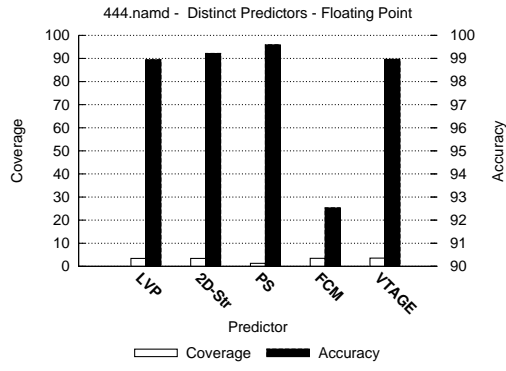 444.namd - Distinct Predictors - Floating Point
100 100
90 99
80 98
70 97
60 96
50 95
40 94
30 93
20 92
10 91
0 90
Coverage
Accuracy
LVP 2D-Str PS FCM VTAGE
Predictor
Coverage Accuracy